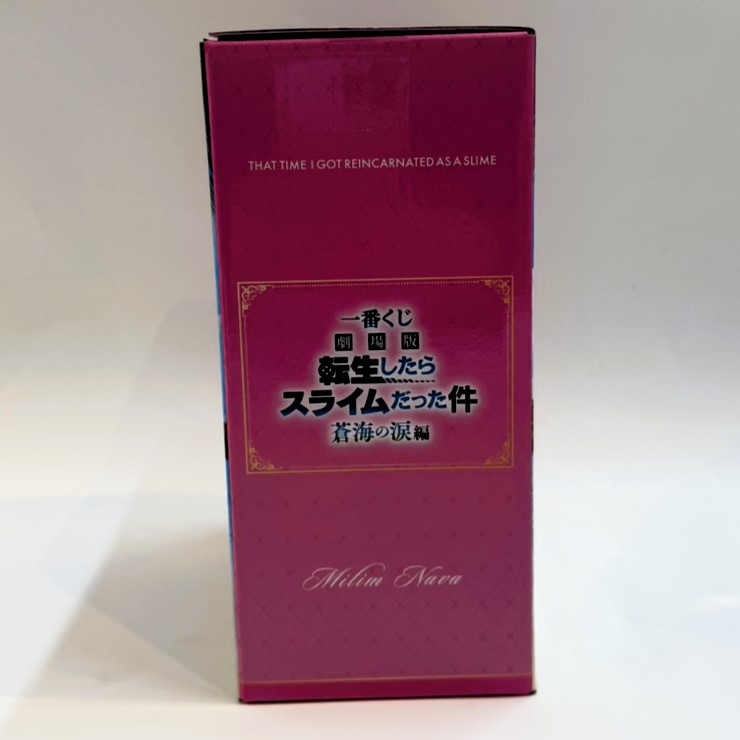 THAT TIME I GOT REINCARNATED AS A SLIME
一番くじ
劇場版
転生したら
スライムだった件
蒼海の涙編
Milim Nava